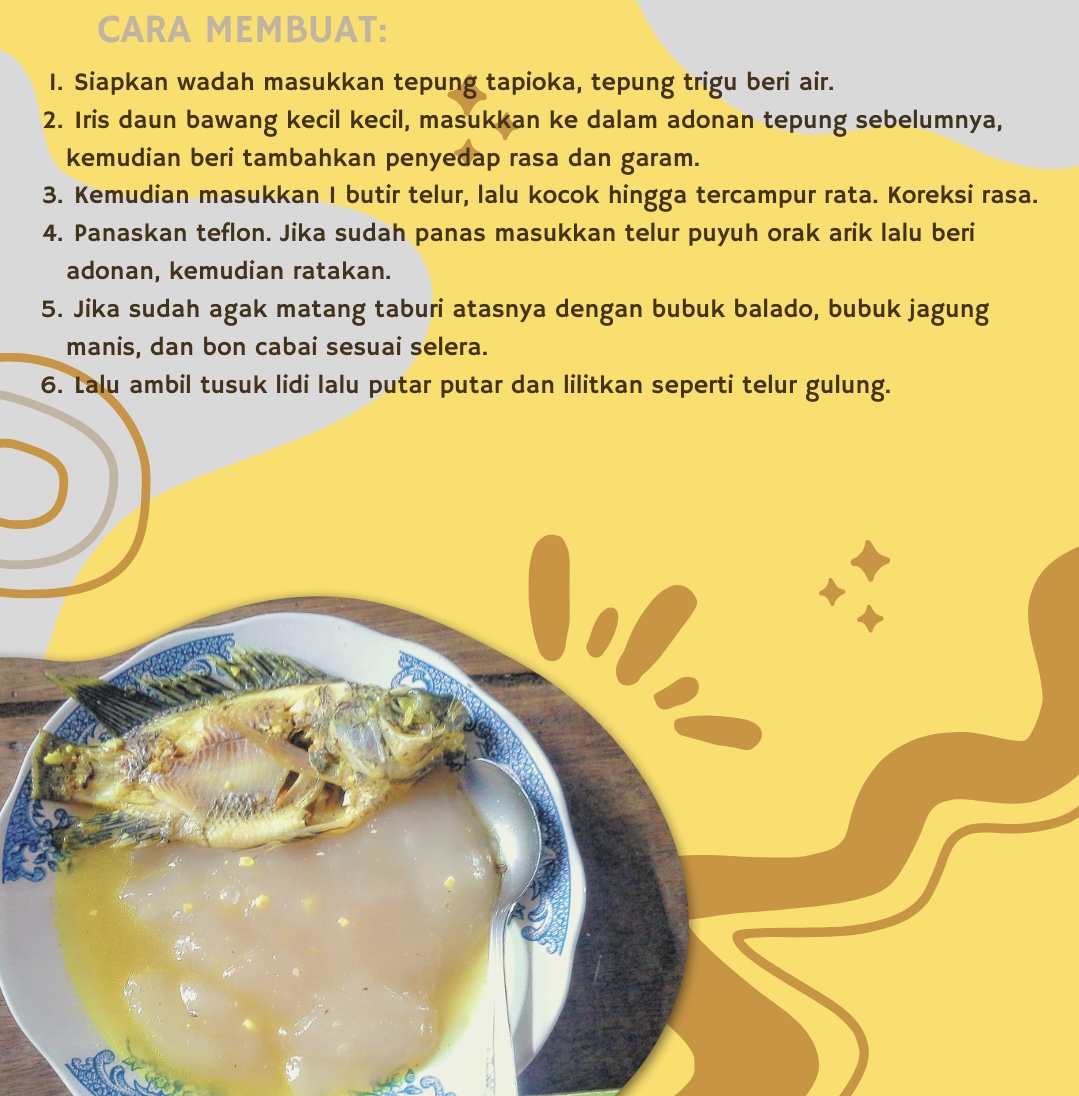 CARA MEMBUAT:
1. Siapkan wadah masukkan tepung tapioka, tepung trigu beri air.
2. Iris daun bawang kecil kecil, masukkan ke dalam adonan tepung sebelumnya,
kemudian beri tambahkan penyedap rasa dan garam.
3. Kemudian masukkan 1 butir telur, lalu kocok hingga tercampur rata. Koreksi rasa.
4. Panaskan teflon. Jika sudah panas masukkan telur puyuh orak arik lalu beri
adonan, kemudian ratakan.
5. Jika sudah agak matang taburi atasnya dengan bubuk balado, bubuk jagung
manis, dan bon cabai sesuai selera.
6. Lalu ambil tusuk lidi lalu putar putar dan lilitkan seperti telur gulung.